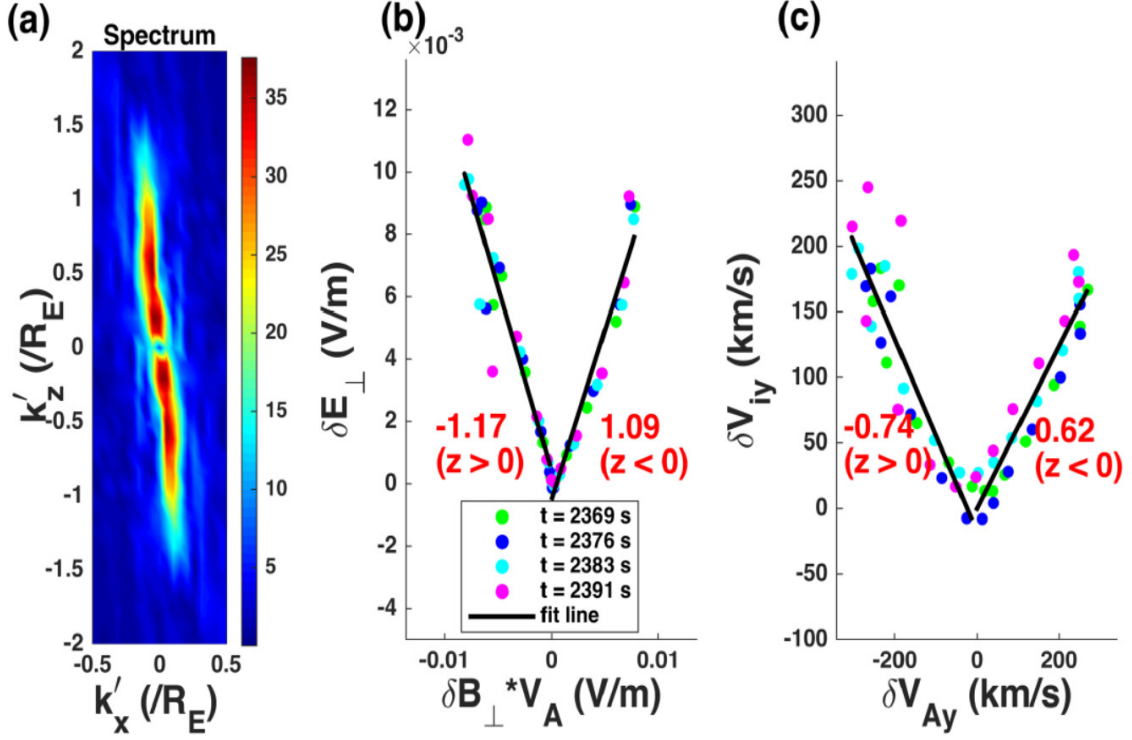 (a)
Spectrum
2
1.5
1
0.5
0
-0.5
-1
-1.5
-2
-0.5 0 0.5
k′x (/RE)
k′z (/RE)
35
30
25
20
15
10
5
(b)
×10-3
12
10
8
6
4
2
0
-2
-4
δE⊥ (V/m)
-1.17
(z > 0)
1.09
(z < 0)
t = 2369 s
t = 2376 s
t = 2383 s
t = 2391 s
fit line
-0.01 0 0.01
δB⊥*VA (V/m)
(c)
300
250
200
150
100
50
0
-50
-100
δViy (km/s)
-0.74
(z > 0)
0.62
(z < 0)
-200 0 200
δVAy (km/s)